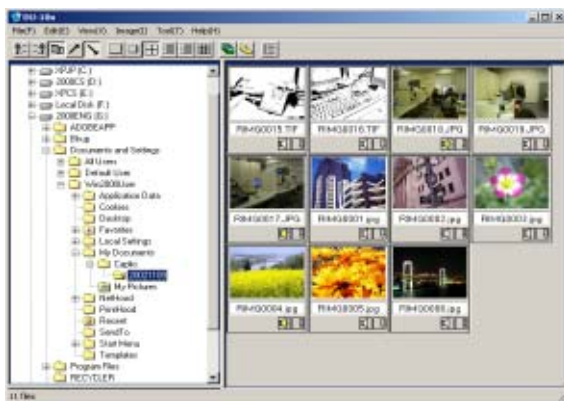 File(F) Edit(E) View(V) Image(I) Tool(T) Help(H)
XPJP (C:)
2000CS (D:)
XPCS (E:)
Local Disk (F:)
2000ENG (G:)
ADOBEAPP
Bkup
Documents and Settings
All Users
Default User
Win2000User
Application Data
Cookies
Desktop
Favorites
Local Settings
My Documents
Caplio
My Pictures
NetHood
PrintHood
Recent
SendTo
Start Menu
Templates
Program Files
RECYCLER
RIMG0015.TIF RIMG0016.TIF RIMG0018.JPG RIMG0019.JPG
RIMG0017.JPG RIMG0001.jpg RIMG0002.jpg RIMG0003.jpg
RIMG0004.jpg RIMG0005.jpg RIMG0006.jpg
11 files